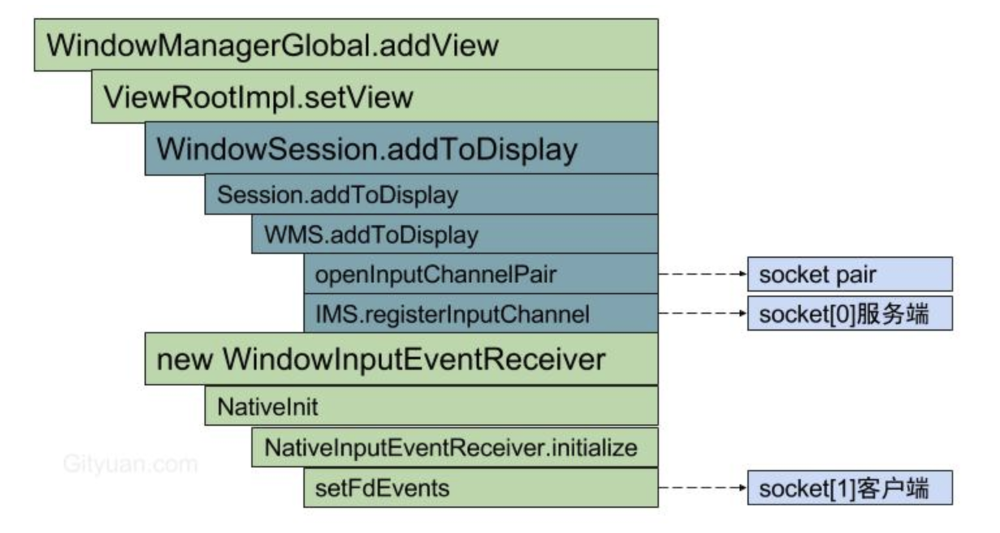 WindowManagerGlobal.addView
ViewRootImpl.setView
WindowSession.addToDisplay
Session.addToDisplay
WMS.addToDisplay
openInputChannelPair
socket pair
IMS.registerInputChannel
socket[0]服务端
new WindowInputEventReceiver
NativeInit
NativeInputEventReceiver.initialize
Gityuan.com
setFdEvents
socket[1]客户端